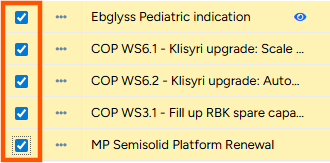 Ebglyss Pediatric indication
COP WS6.1 - Klisyri upgrade: Scale ...
COP WS6.2 - Klisyri upgrade: Auto...
COP WS3.1 - Fill up RBK spare capa...
MP Semisolid Platform Renewal